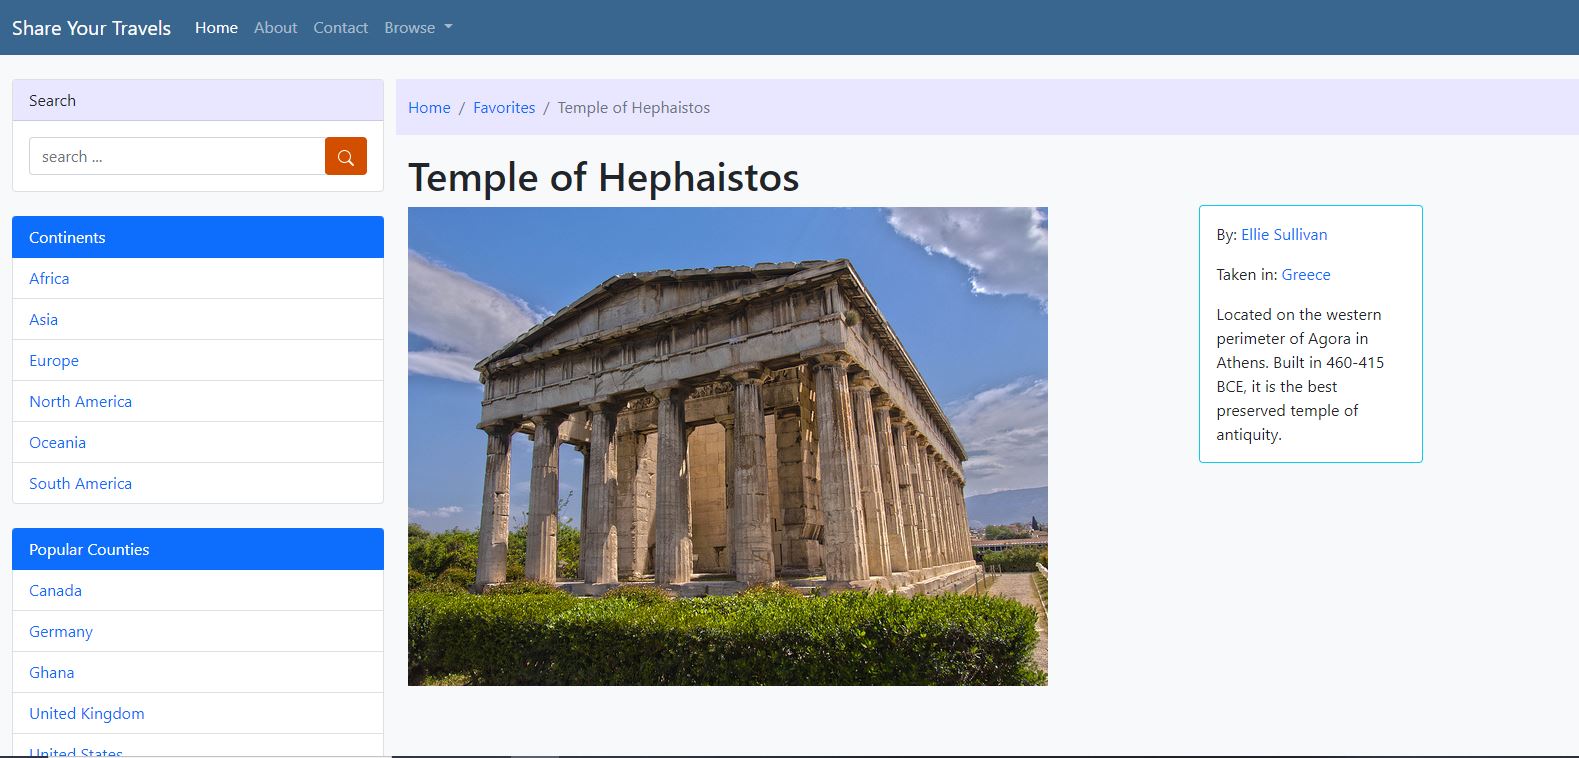 Share Your Travels Home About Contact Browse
Search
search ...
Continents
Africa
Asia
Europe
North America
Oceania
South America
Popular Counties
Canada
Germany
Ghana
United Kingdom
United States
Home / Favorites / Temple of Hephaistos
Temple of Hephaistos
By: Ellie Sullivan
Taken in: Greece
Located on the western
perimeter of Agora in
Athens. Built in 460-415
BCE, it is the best
preserved temple of
antiquity.